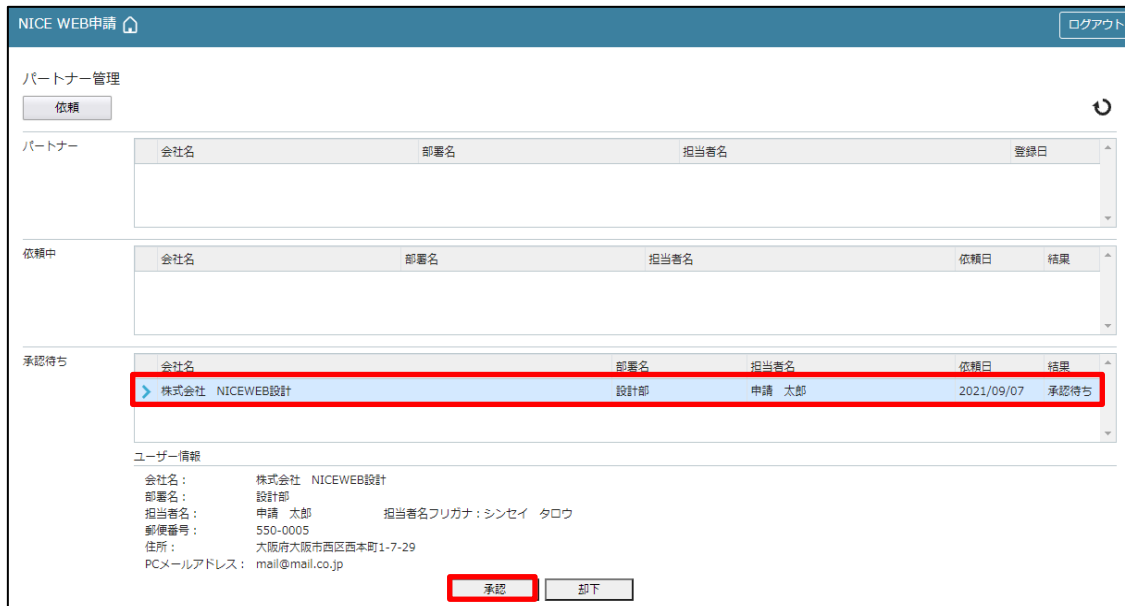 NICE WEB申請 ログアウト
パートナー管理
依頼
パートナー 会社名 部署名 担当者名 登録日
依頼中 会社名 部署名 担当者名 依頼日 結果
承認待ち 会社名 部署名 担当者名 依頼日 結果
株式会社　NICEWEB設計 設計部 申請　太郎 2021/09/07 承認待ち
ユーザー情報
会社名： 株式会社　NICEWEB設計
部署名： 設計部
担当者名： 申請　太郎 担当者名フリガナ：シンセイ　タロウ
郵便番号： 550-0005
住所： 大阪府大阪市西区西本町1-7-29
PCメールアドレス： mail@mail.co.jp
承認 却下